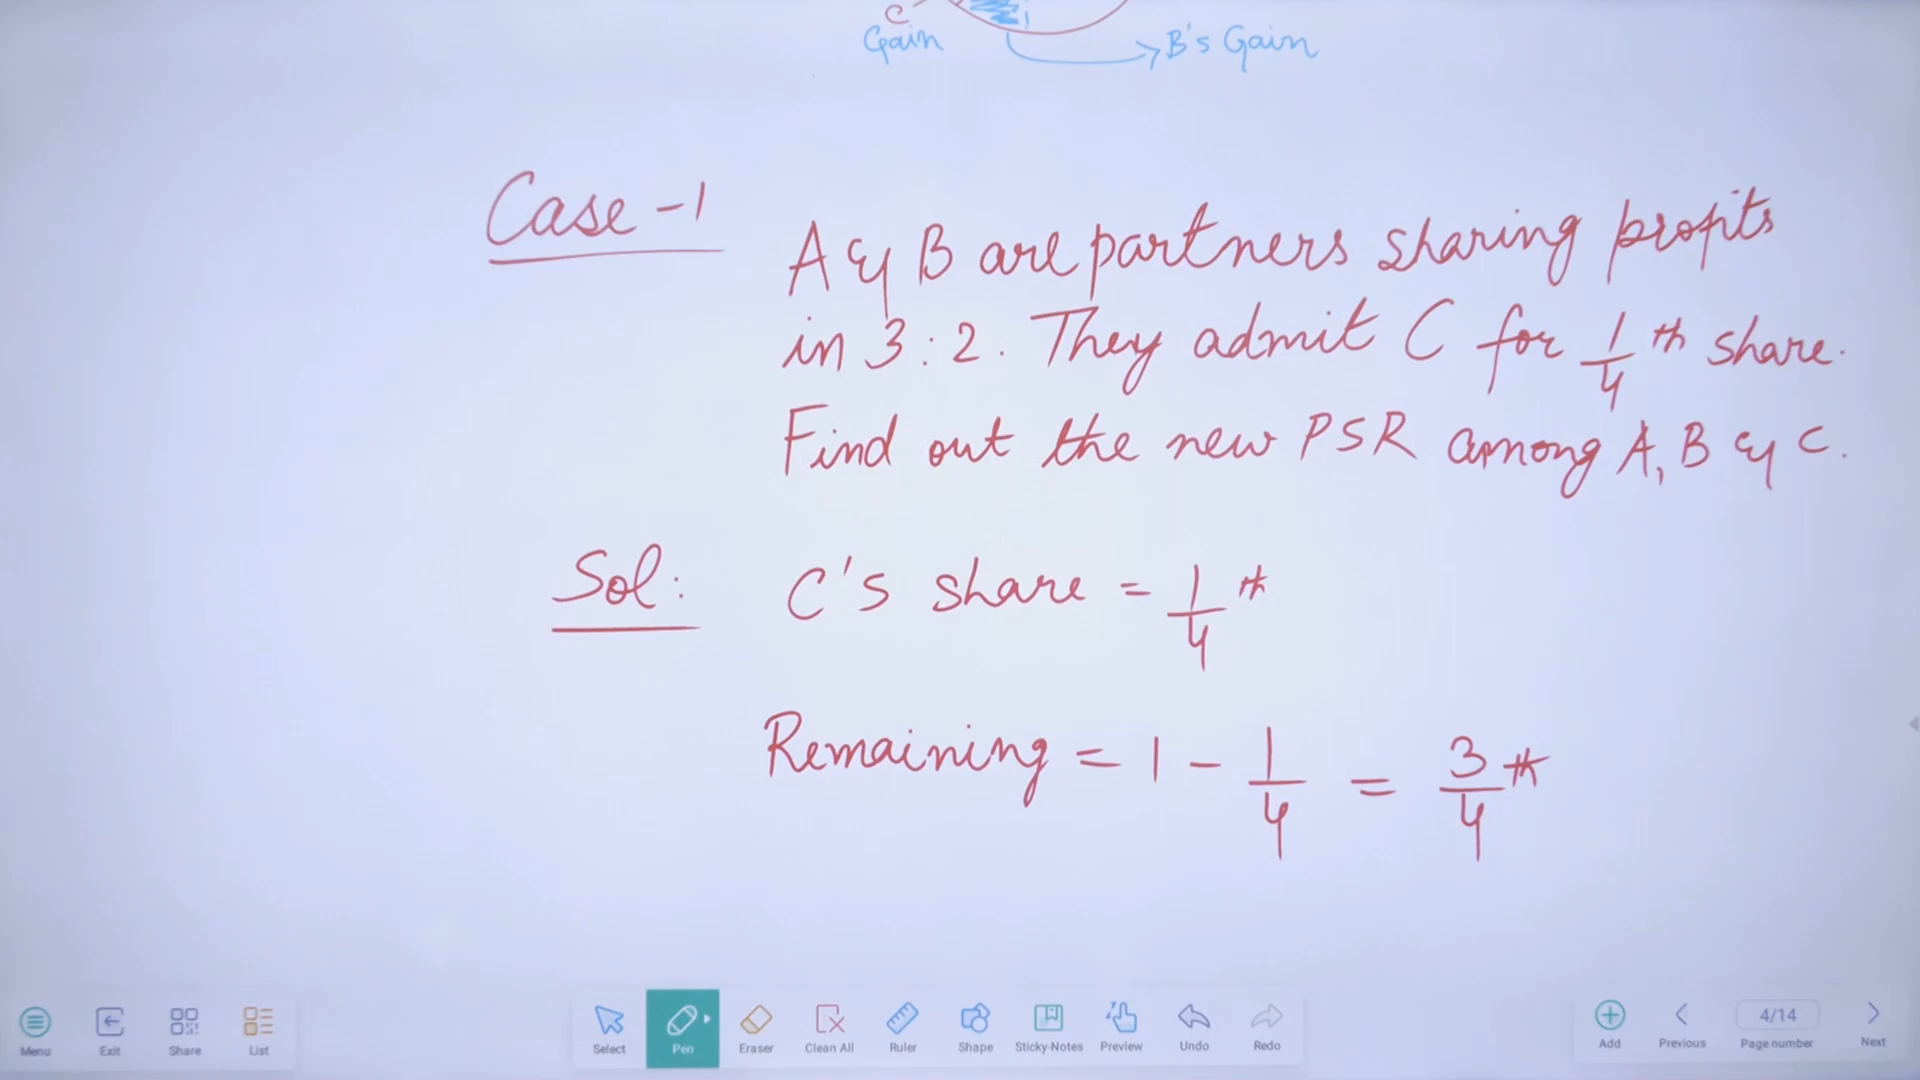 C
Gain
B's Gain
Case-1
A & B are partners sharing profits
in 3:2. They admit C for 1/4 th share.
Find out the new PSR among A, B & C.
Sol: C's share = 1/4 th
Remaining = 1 - 1/4 = 3/4 th
Menu Exit Share List Select Pen Eraser Clean All Ruler Shape Sticky-Notes Preview Undo Redo Add Previous 4/14 Page number Next